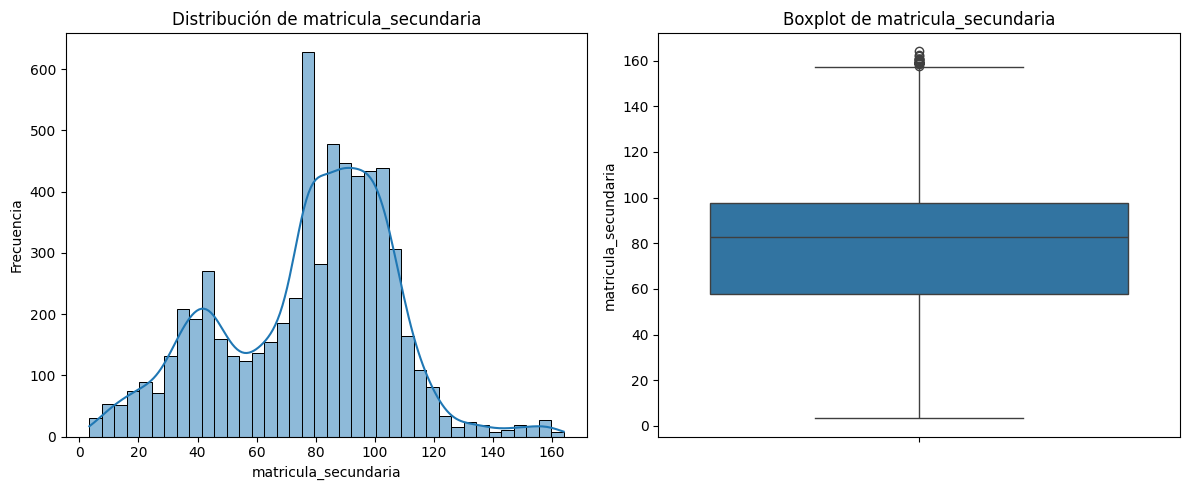 Distribución de matricula_secundaria
Frecuencia
600
500
400
300
200
100
0
0 20 40 60 80 100 120 140 160
matricula_secundaria
Boxplot de matricula_secundaria
matricula_secundaria
160
140
120
100
80
60
40
20
0